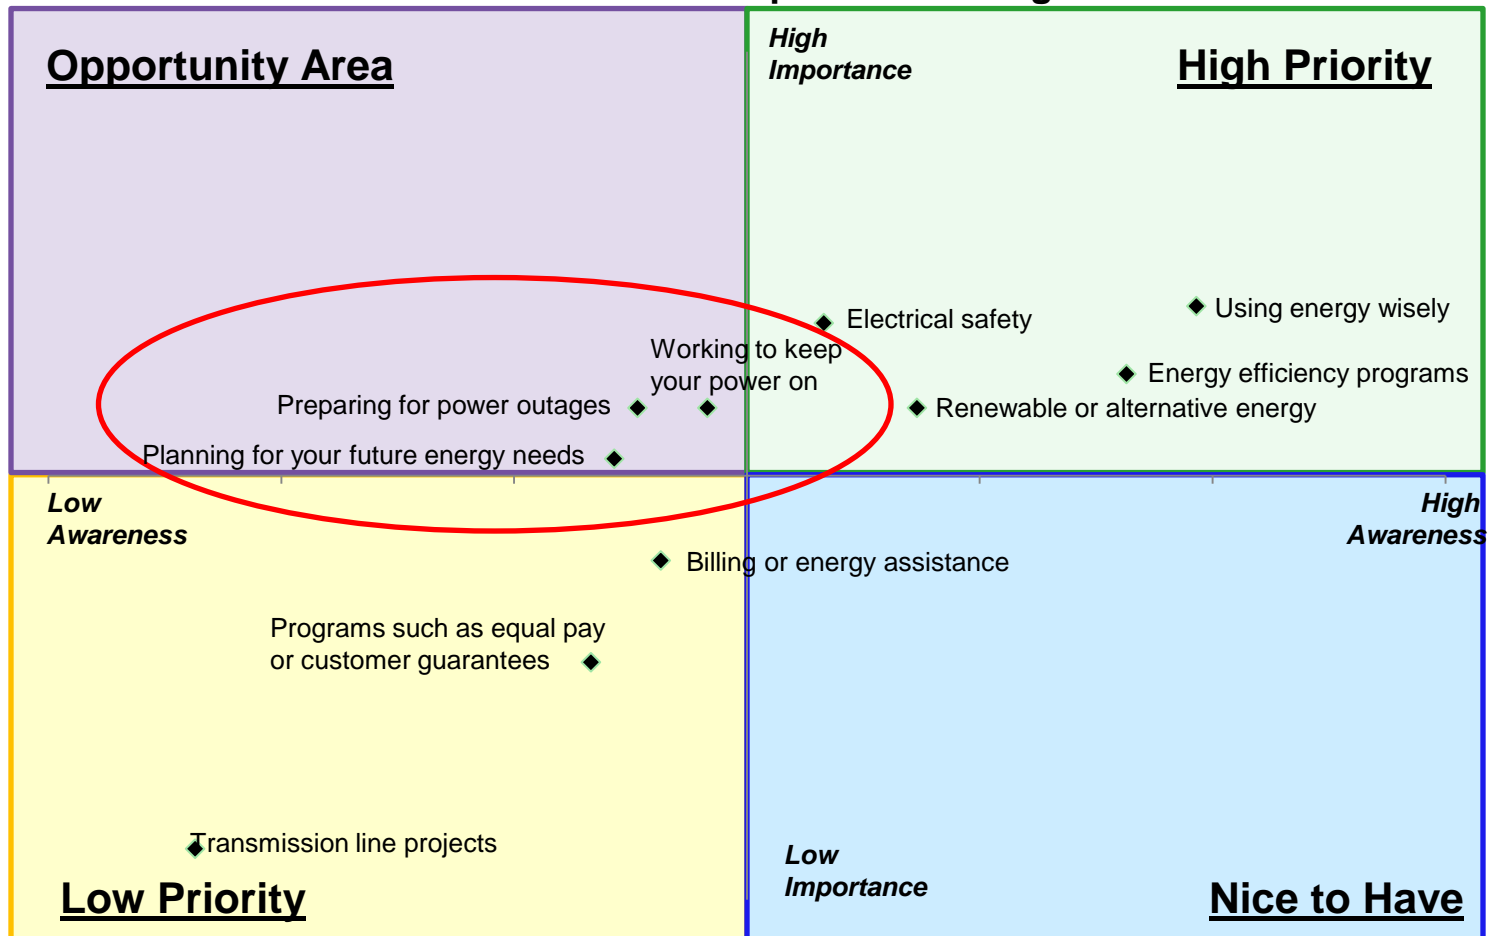 Opportunity Area
High
Importance
High Priority
Electrical safety
Using energy wisely
Working to keep
your power on
Energy efficiency programs
Preparing for power outages
Renewable or alternative energy
Planning for your future energy needs
Low
Awareness
High
Awareness
Billing or energy assistance
Programs such as equal pay
or customer guarantees
Transmission line projects
Low
Importance
Low Priority
Nice to Have